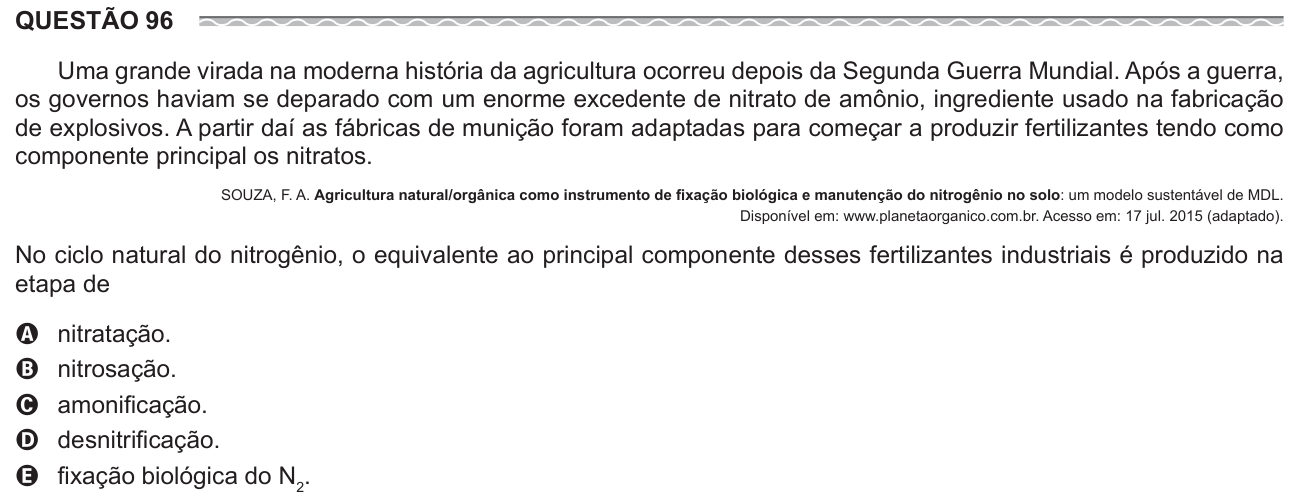 QUESTÃO 96
Uma grande virada na moderna história da agricultura ocorreu depois da Segunda Guerra Mundial. Após a guerra,
os governos haviam se deparado com um enorme excedente de nitrato de amônio, ingrediente usado na fabricação
de explosivos. A partir daí as fábricas de munição foram adaptadas para começar a produzir fertilizantes tendo como
componente principal os nitratos.
SOUZA, F. A. Agricultura natural/orgânica como instrumento de fixação biológica e manutenção do nitrogênio no solo: um modelo sustentável de MDL.
Disponível em: www.planetaorganico.com.br. Acesso em: 17 jul. 2015 (adaptado).
No ciclo natural do nitrogênio, o equivalente ao principal componente desses fertilizantes industriais é produzido na
etapa de
A nitratação.
B nitrosação.
C amonificação.
D desnitrificação.
E fixação biológica do N₂.